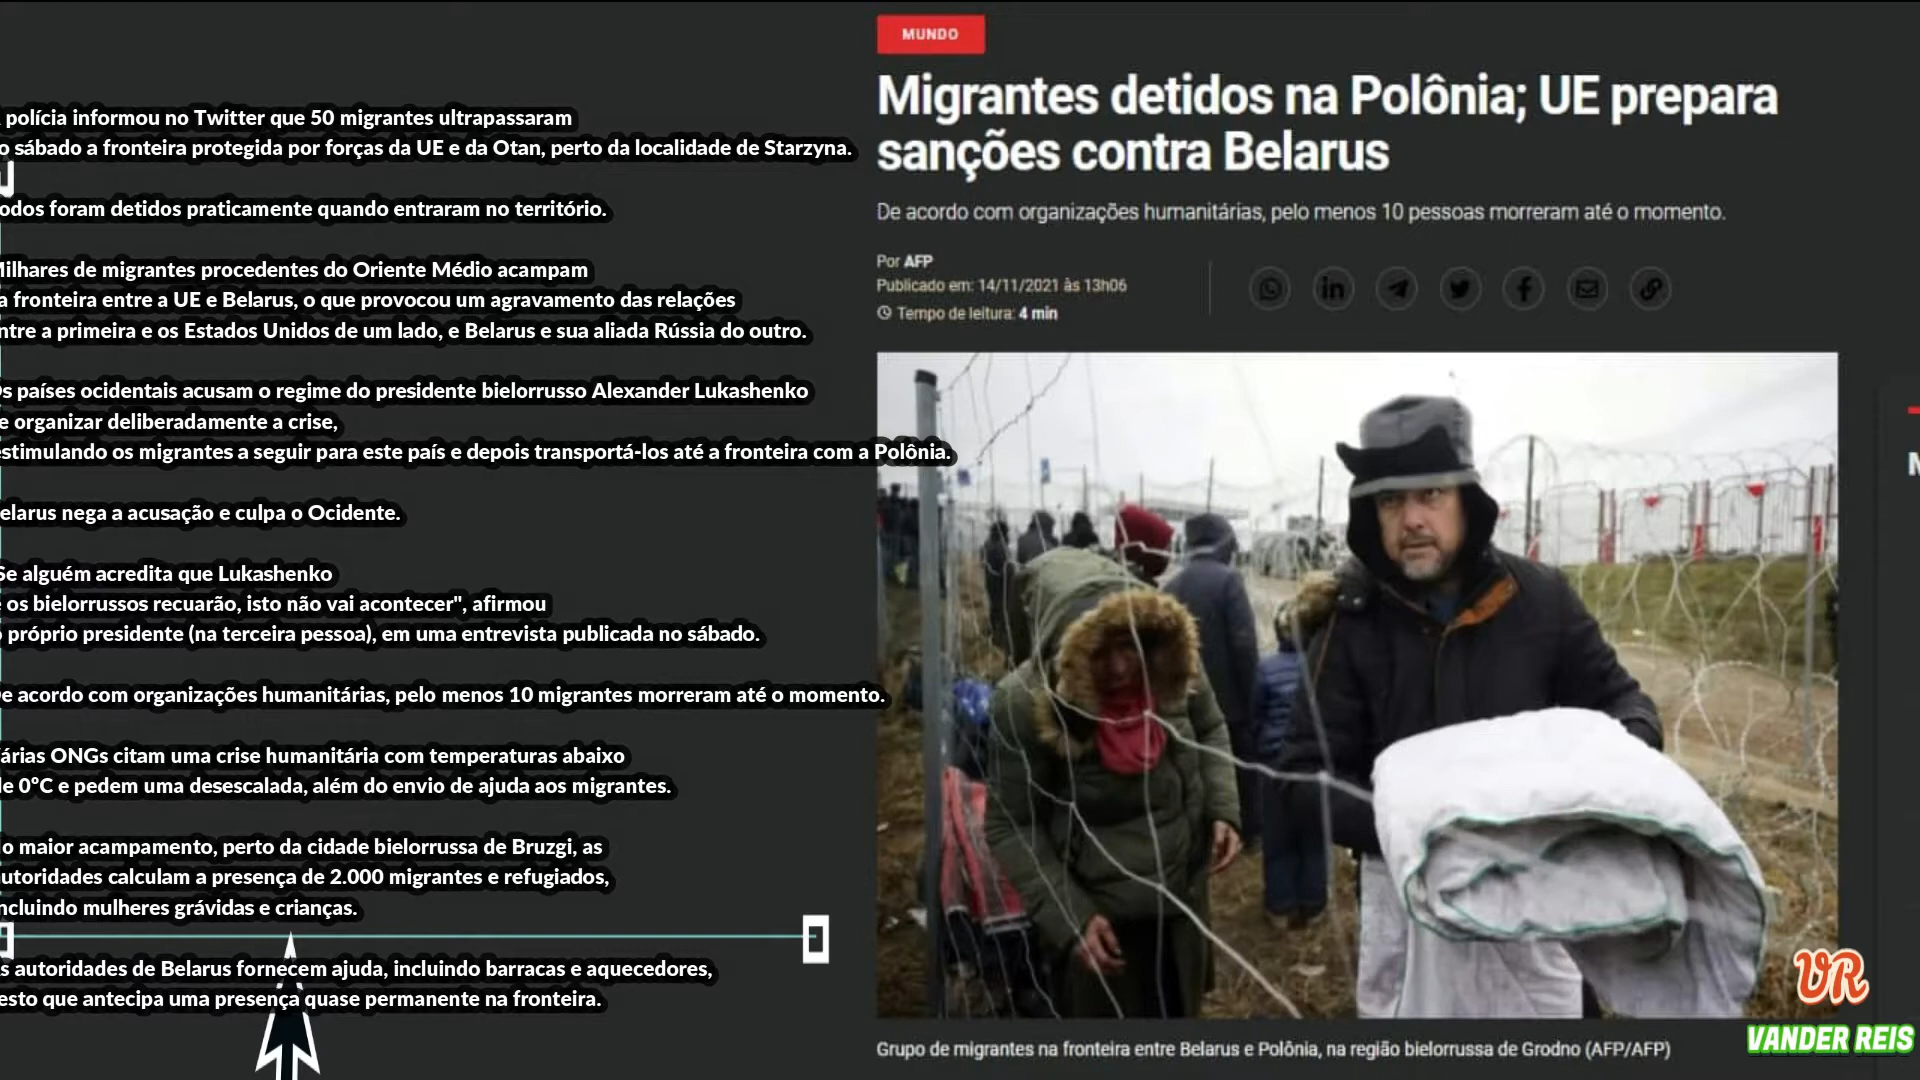 polícia informou no Twitter que 50 migrantes ultrapassaram
o sábado a fronteira protegida por forças da UE e da Otan, perto da localidade de Starzyna.
odos foram detidos praticamente quando entraram no território.
ilhares de migrantes procedentes do Oriente Médio acampam
a fronteira entre a UE e Belarus, o que provocou um agravamento das relações
ntre a primeira e os Estados Unidos de um lado, e Belarus e sua aliada Rússia do outro.
s países ocidentais acusam o regime do presidente bielorrusso Alexander Lukashenko
e organizar deliberadamente a crise,
estimulando os migrantes a seguir para este país e depois transportá-los até a fronteira com a Polônia.
elarus nega a acusação e culpa o Ocidente.
Se alguém acredita que Lukashenko
e os bielorrussos recuarão, isto não vai acontecer", afirmou
o próprio presidente (na terceira pessoa), em uma entrevista publicada no sábado.
e acordo com organizações humanitárias, pelo menos 10 migrantes morreram até o momento.
árias ONGs citam uma crise humanitária com temperaturas abaixo
de 0ºC e pedem uma desescalada, além do envio de ajuda aos migrantes.
o maior acampamento, perto da cidade bielorrussa de Bruzgi, as
utoridades calculam a presença de 2.000 migrantes e refugiados,
ncluindo mulheres grávidas e crianças.
s autoridades de Belarus fornecem ajuda, incluindo barracas e aquecedores,
esto que antecipa uma presença quase permanente na fronteira.
MUNDO
Migrantes detidos na Polônia; UE prepara
sanções contra Belarus
De acordo com organizações humanitárias, pelo menos 10 pessoas morreram até o momento.
Por AFP
Publicado em: 14/11/2021 às 13h06
Tempo de leitura: 4 min
Grupo de migrantes na fronteira entre Belarus e Polônia, na região bielorrussa de Grodno (AFP/AFP)
VR
VANDER REIS